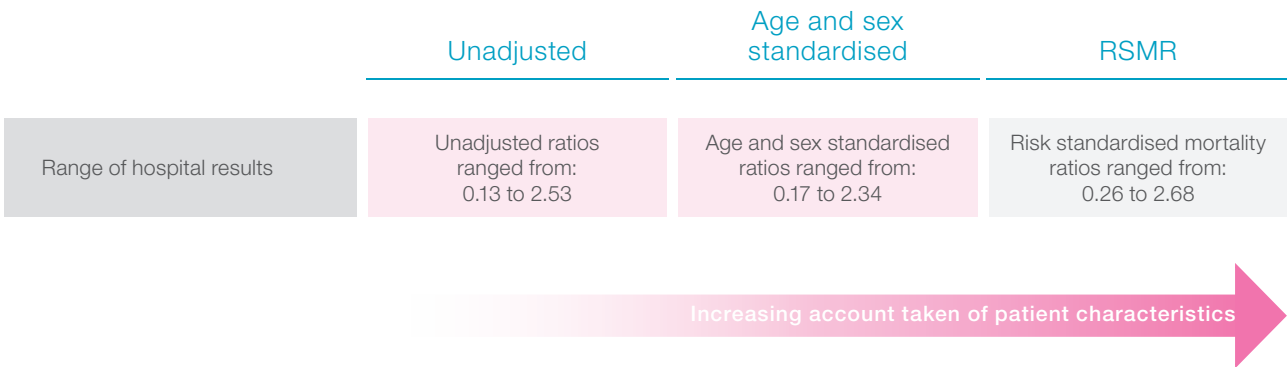 Unadjusted
Age and sex
standardised
RSMR
Range of hospital results
Unadjusted ratios
ranged from:
0.13 to 2.53
Age and sex standardised
ratios ranged from:
0.17 to 2.34
Risk standardised mortality
ratios ranged from:
0.26 to 2.68
Increasing account taken of patient characteristics